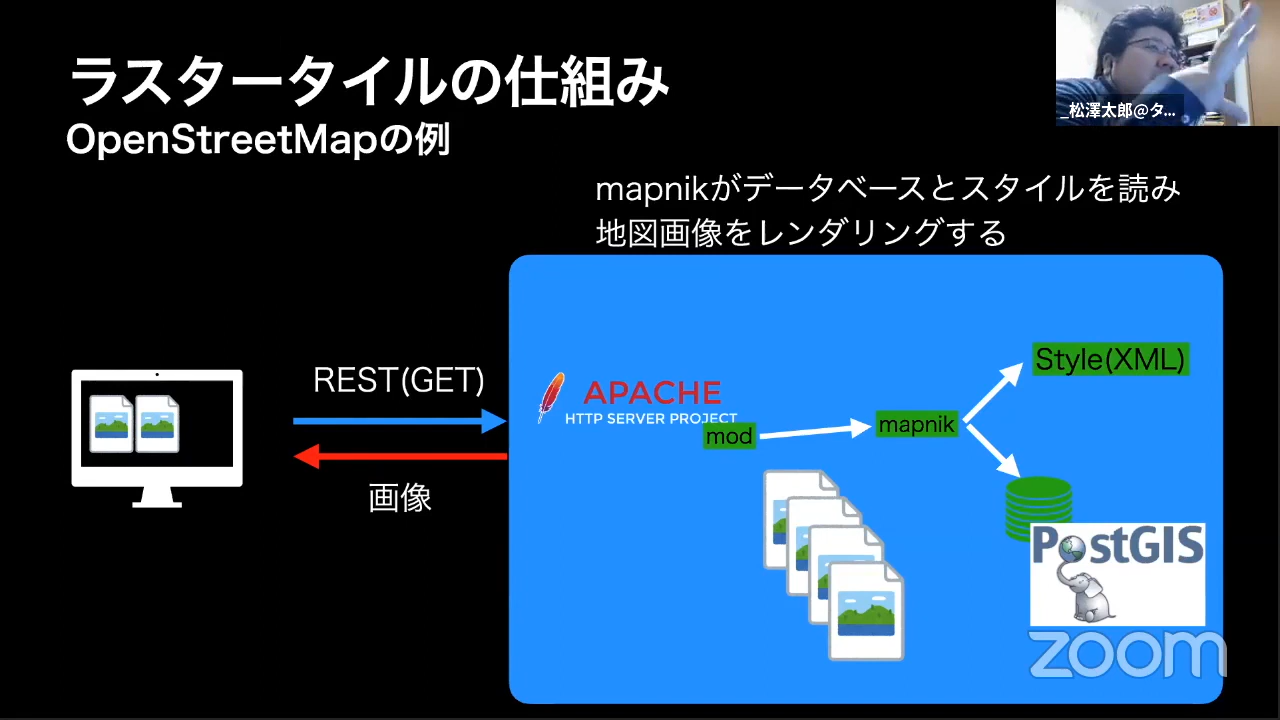 ラスタータイルの仕組み
OpenStreetMapの例
_松澤太郎@タ...
mapnikがデータベースとスタイルを読み
地図画像をレンダリングする
REST(GET)
画像
APACHE
HTTP SERVER PROJECT
mod
mapnik
Style(XML)
PostGIS
zoom